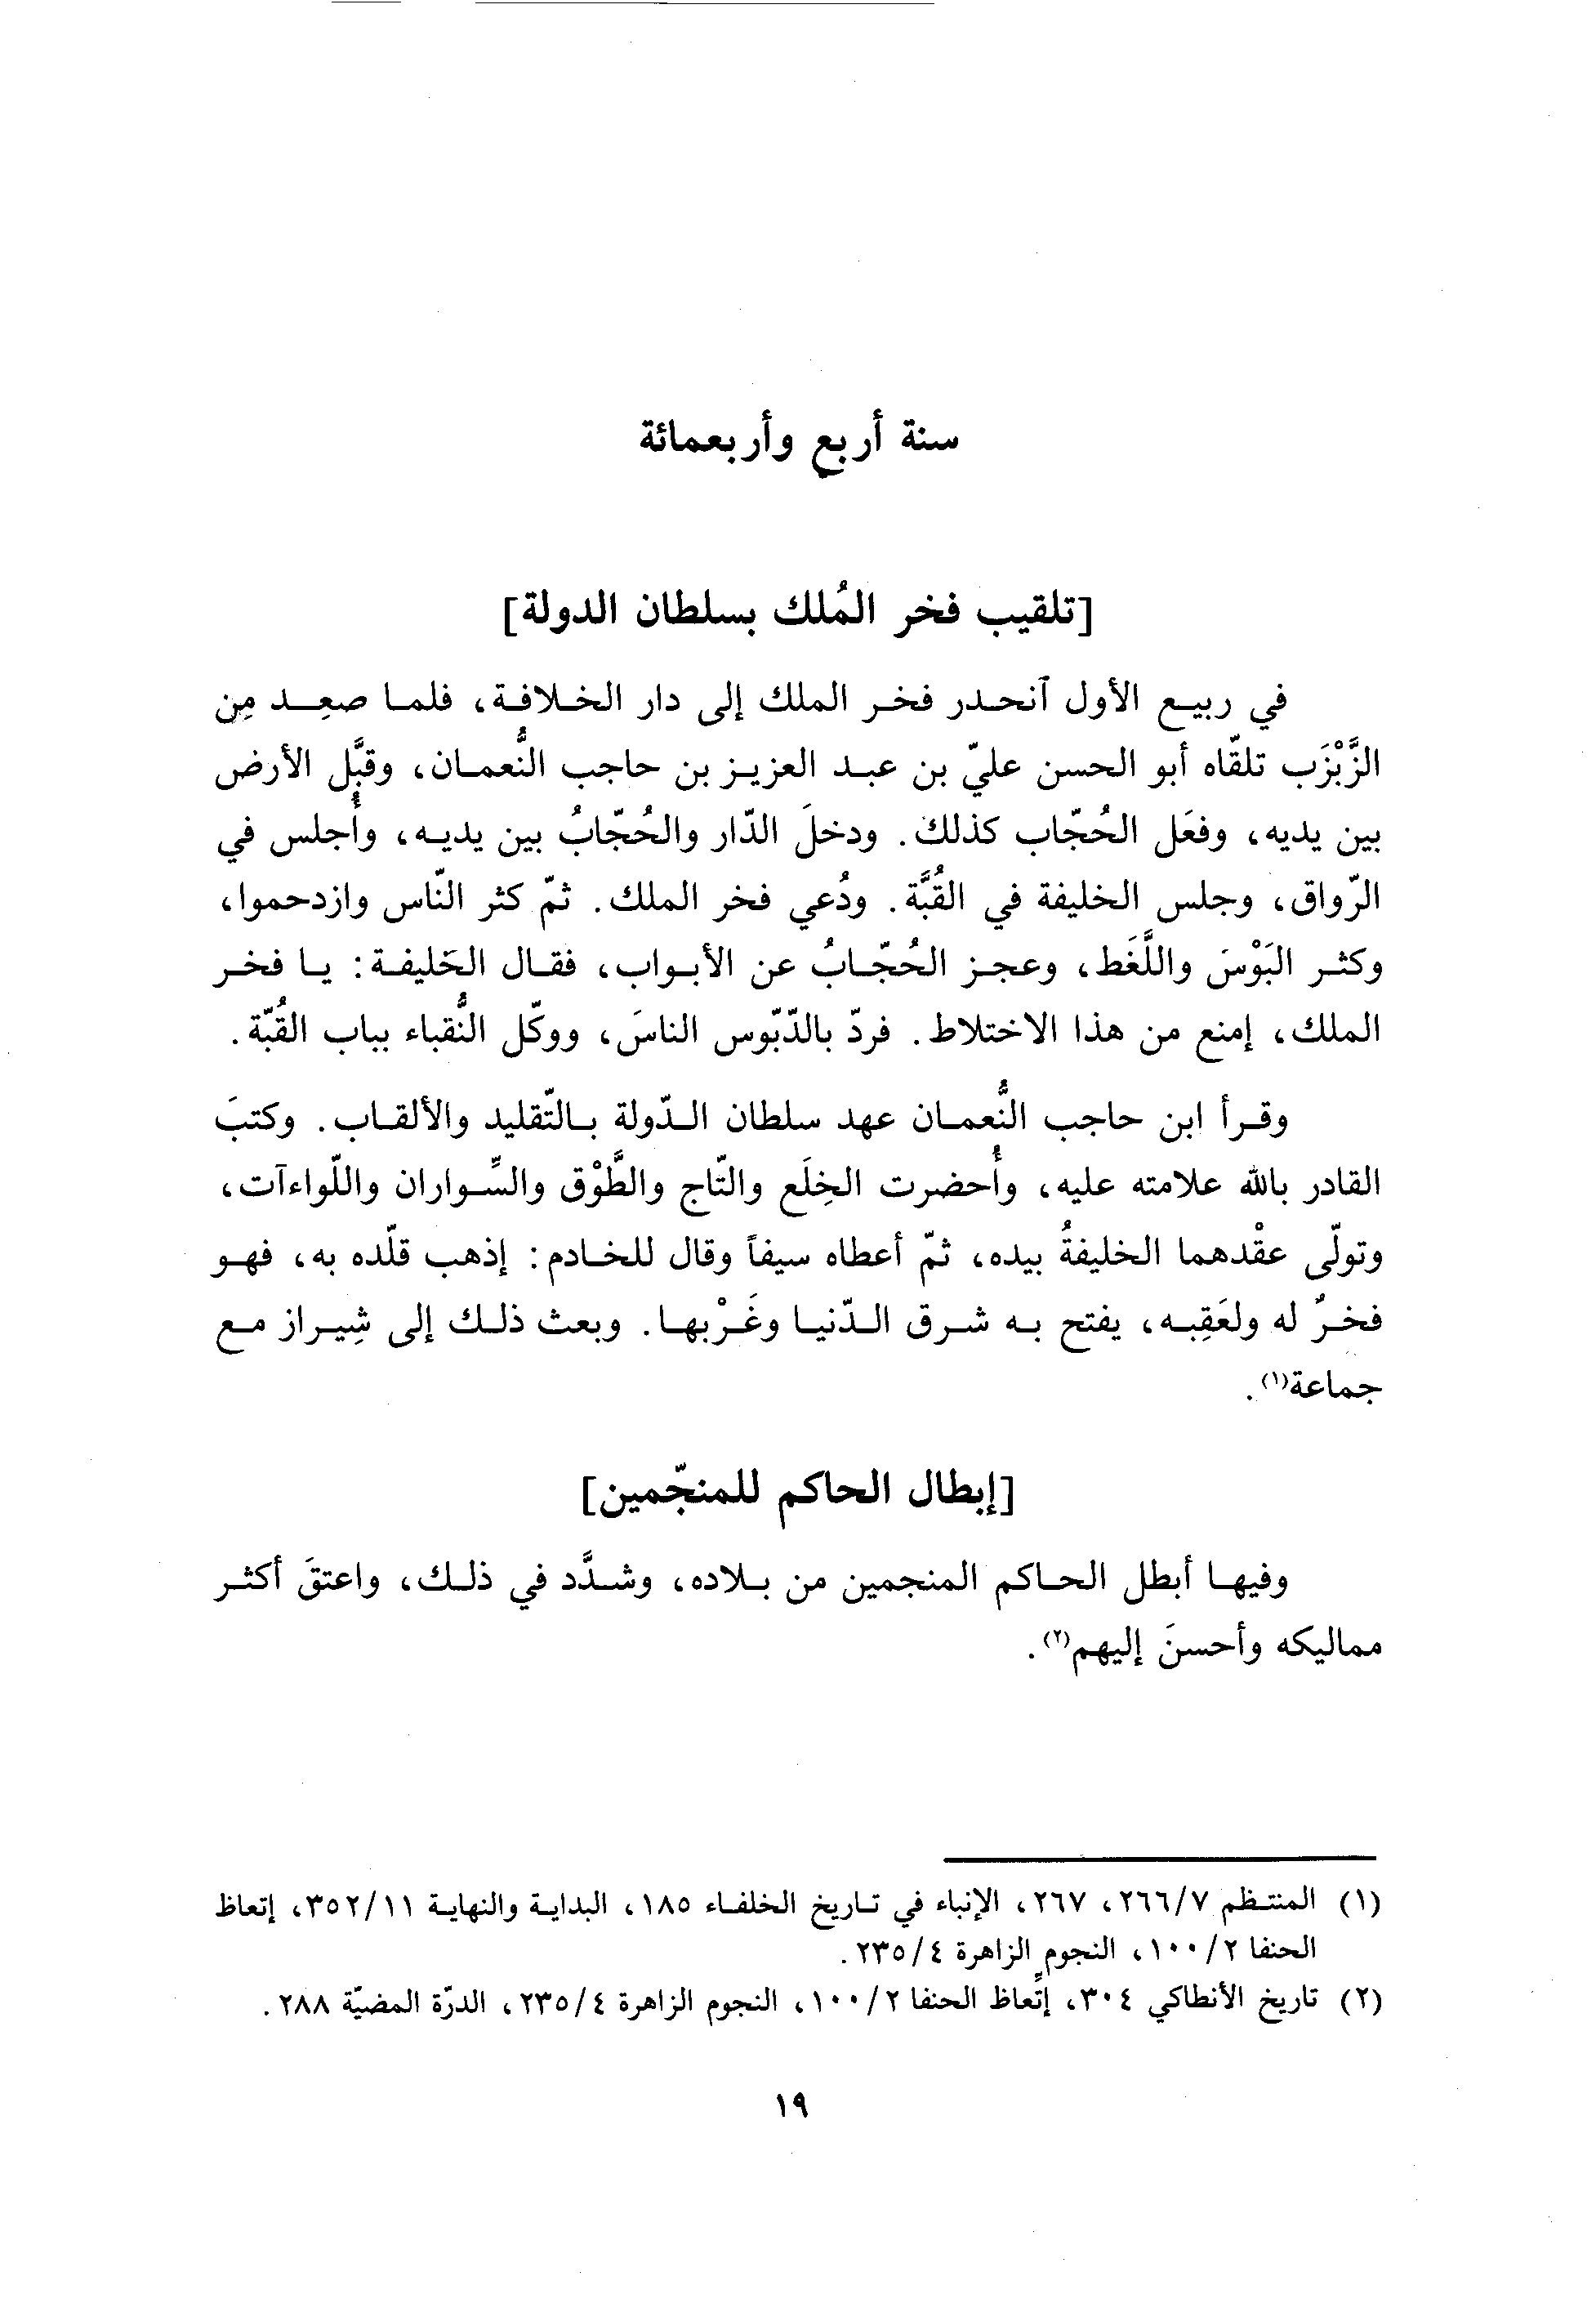 سنة أربع وأربعمائة
[تلقيب فخر المُلك بسلطان الدولة]
في ربيع الأول آنحدر فخر الملك إلى دار الخلافة، فلما صعِد مِن
الزَّبْزَب تلقّاه أبو الحسن عليّ بن عبد العزيز بن حاجب النُّعمان، وقبَّل الأرض
بين يديه، وفعَل الحُجّاب كذلك. ودخلَ الدّار والحُجّابُ بين يديه، وأُجلس في
الرّواق، وجلس الخليفة في القُبَّة. ودُعي فخر الملك. ثمّ كثر النّاس وازدحموا،
وكثر البَوْسَ واللَّغَط، وعجز الحُجّابُ عن الأبواب، فقال الخَليفة: يا فخر
الملك، إمنع من هذا الاختلاط. فردّ بالدّبّوس الناسَ، ووكّل النُّقباء بباب القُبّة.
وقرأ ابن حاجب النُّعمان عهد سلطان الدّولة بالتّقليد والألقاب. وكتبَ
القادر بالله علامته عليه، وأُحضرت الخِلَع والتّاج والطَّوْق والسِّواران واللّواءآت،
وتولّى عقْدهما الخليفةُ بيده، ثمّ أعطاه سيفاً وقال للخادم: إذهب قلّده به، فهو
فخرٌ له ولعَقِبه، يفتح به شرق الدّنيا وغَرْبها. وبعث ذلك إلى شِيراز مع
جماعة(١).
[إبطال الحاكم للمنجّمين]
وفيها أبطل الحاكم المنجمين من بلاده، وشدَّد في ذلك، واعتقَ أكثر
مماليكه وأحسنَ إليهم(٢).
(١) المنتظم ٢٦٦/٧، ٢٦٧، الإنباء في تاريخ الخلفاء ١٨٥، البداية والنهاية ٣٥٢/١١، إتعاظ
الحنفا ١٠٠/٢، النجوم الزاهرة ٢٣٥/٤.
(٢) تاريخ الأنطاكي ٣٠٤، إتّعاظ الحنفا ١٠٠/٢، النجوم الزاهرة ٢٣٥/٤، الدرّة المضيّة ٢٨٨.
١٩